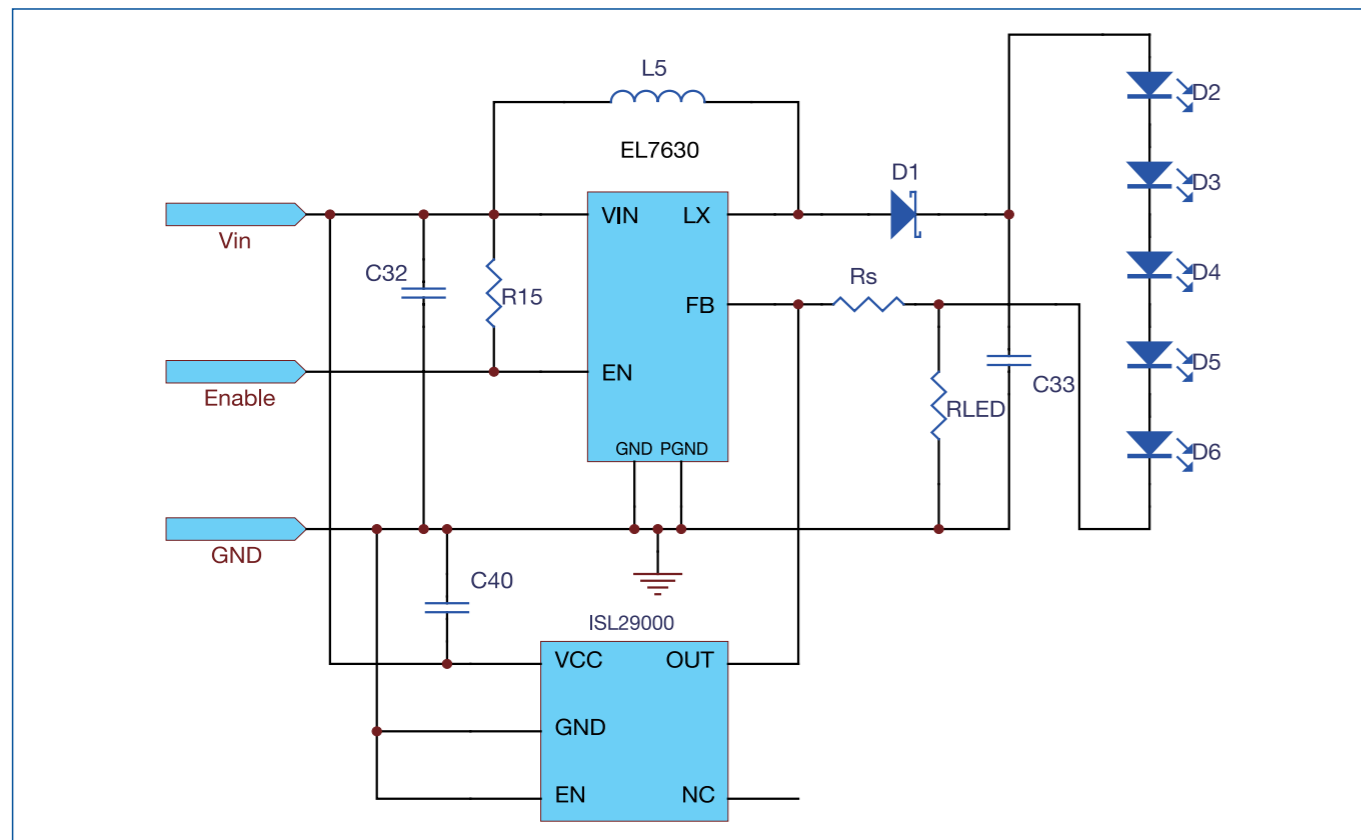 L5
EL7630
D2
D1
D3
Vin
VIN
LX
C32
R15
Rs
D4
FB
Enable
EN
RLED
C33
D5
GND PGND
D6
GND
C40
ISL29000
VCC
OUT
GND
EN
NC